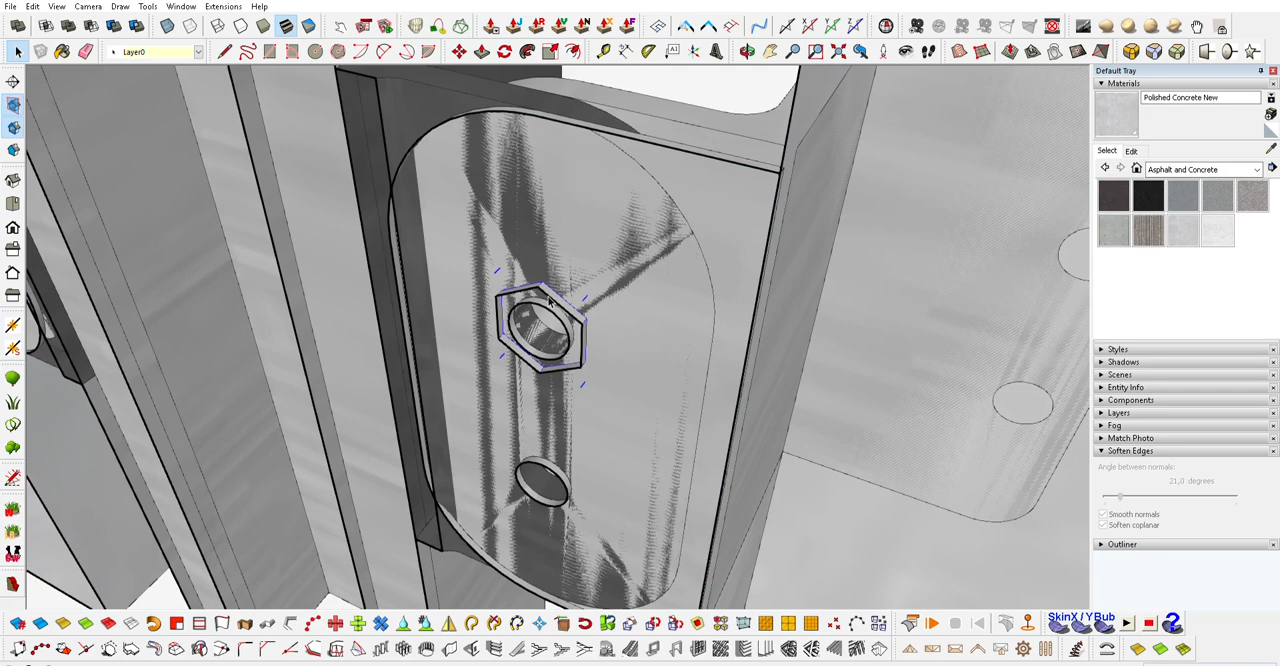 File Edit View Camera Draw Tools Window Extensions Help
Layer0
Default Tray
Materials
Polished Concrete New
Select Edit
Asphalt and Concrete
Styles
Shadows
Scenes
Entity Info
Components
Layers
Fog
Match Photo
Soften Edges
Angle between normals:
21,0 degrees
Smooth normals
Soften coplanar
Outliner
SkinX / YBub